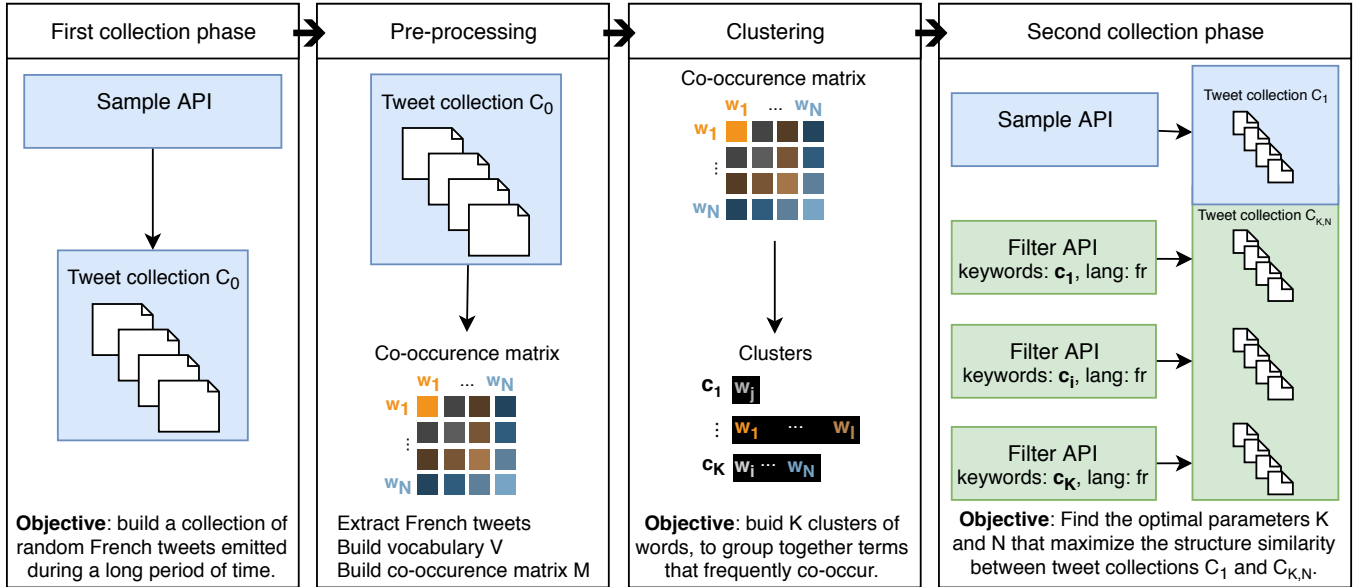 First collection phase
Sample API
Tweet collection C0
Objective: build a collection of
random French tweets emitted
during a long period of time.
Pre-processing
Tweet collection C0
Co-occurence matrix
w1 ... wN
w1
...
wN
Extract French tweets
Build vocabulary V
Build co-occurence matrix M
Clustering
Co-occurence matrix
w1 ... wN
w1
...
wN
Clusters
c1 wj
... w1 ... wl
cK wi ... wN
Objective: buid K clusters of
words, to group together terms
that frequently co-occur.
Second collection phase
Sample API
Tweet collection C1
Tweet collection CK,N
Filter API
keywords: c1, lang: fr
Filter API
keywords: ci, lang: fr
Filter API
keywords: cK, lang: fr
Objective: Find the optimal parameters K
and N that maximize the structure similarity
between tweet collections C1 and CK,N.